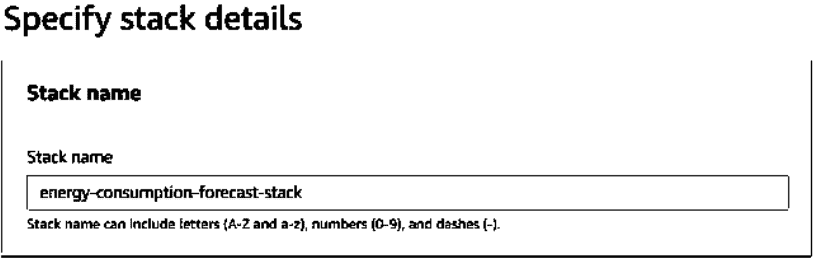 Specify stack details
Stack name
Stack name
energy-consumption-forecast-stack
Stack name can include letters (A-Z and a-z), numbers (0-9), and dashes (-).